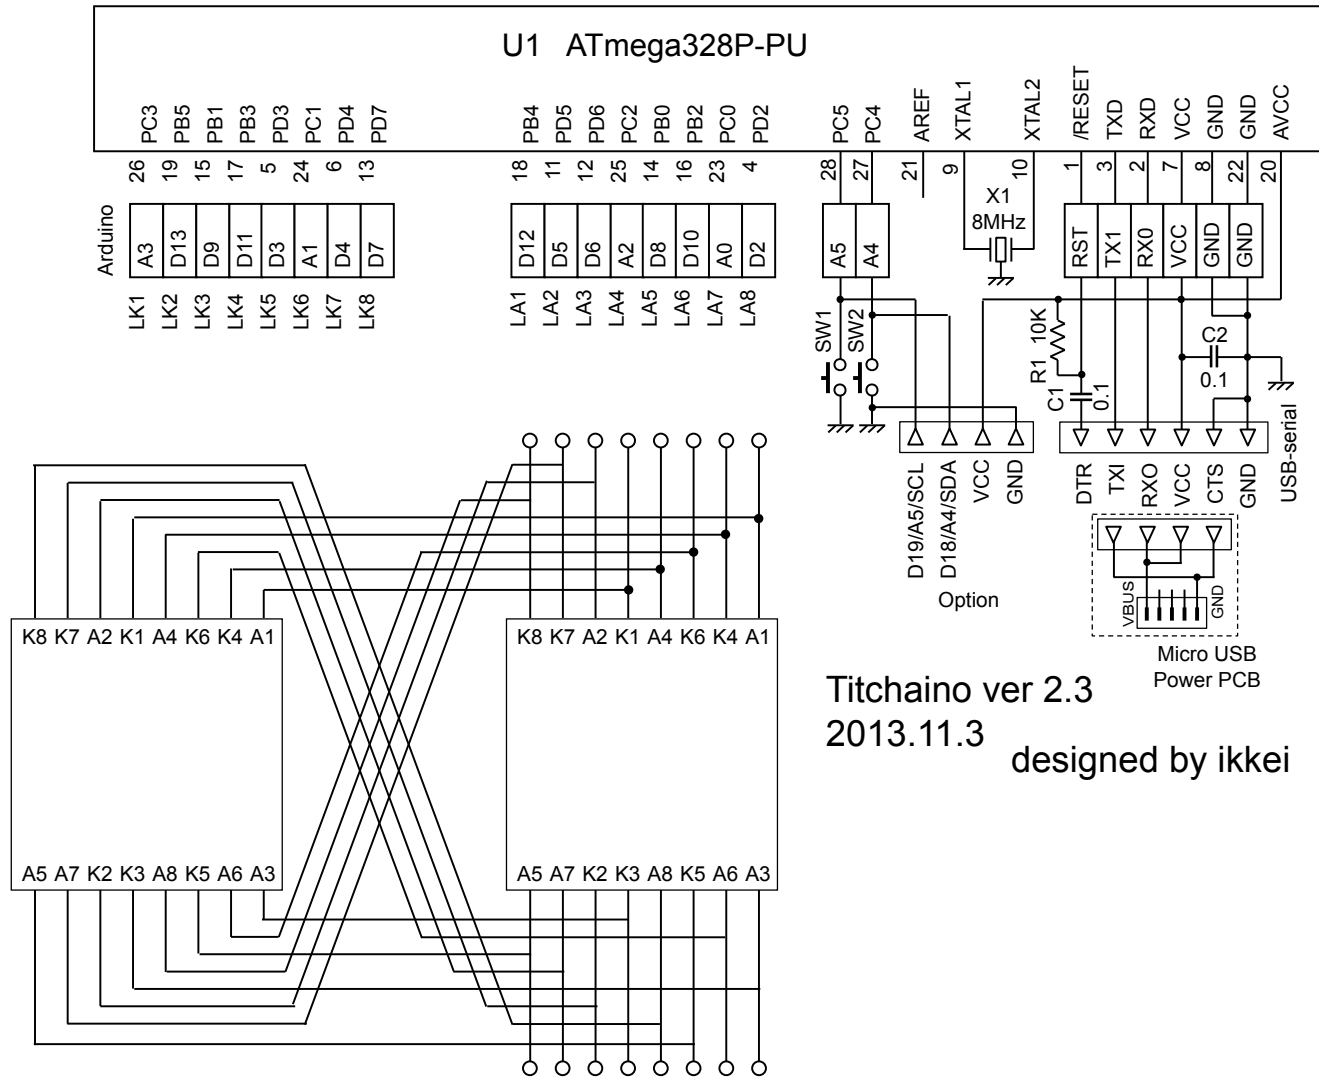 U1 ATmega328P-PU
PC3 PB5 PB1 PB3 PD3 PC1 PD4 PD7
PB4 PD5 PD6 PC2 PB0 PB2 PC0 PD2
PC5 PC4 AREF XTAL1 XTAL2
/RESET TXD RXD VCC GND GND AVCC
26 19 15 17 5 24 6 13
18 11 12 25 14 16 23 4
28 27 21 9 10
1 3 2 7 8 22 20
X1
8MHz
Arduino
A3 D13 D9 D11 D3 A1 D4 D7
D12 D5 D6 A2 D8 D10 A0 D2
A5 A4
RST TX1 RX0 VCC GND GND
LK1 LK2 LK3 LK4 LK5 LK6 LK7 LK8
LA1 LA2 LA3 LA4 LA5 LA6 LA7 LA8
SW1 SW2
R1 10K
C2
0.1
C1
0.1
D19/A5/SCL D18/A4/SDA VCC GND
Option
DTR TXI RXO VCC CTS GND
USB-serial
VBUS GND
Micro USB
Power PCB
K8 K7 A2 K1 A4 K6 K4 A1
K8 K7 A2 K1 A4 K6 K4 A1
A5 A7 K2 K3 A8 K5 A6 A3
A5 A7 K2 K3 A8 K5 A6 A3
Titchaino ver 2.3
2013.11.3
designed by ikkei